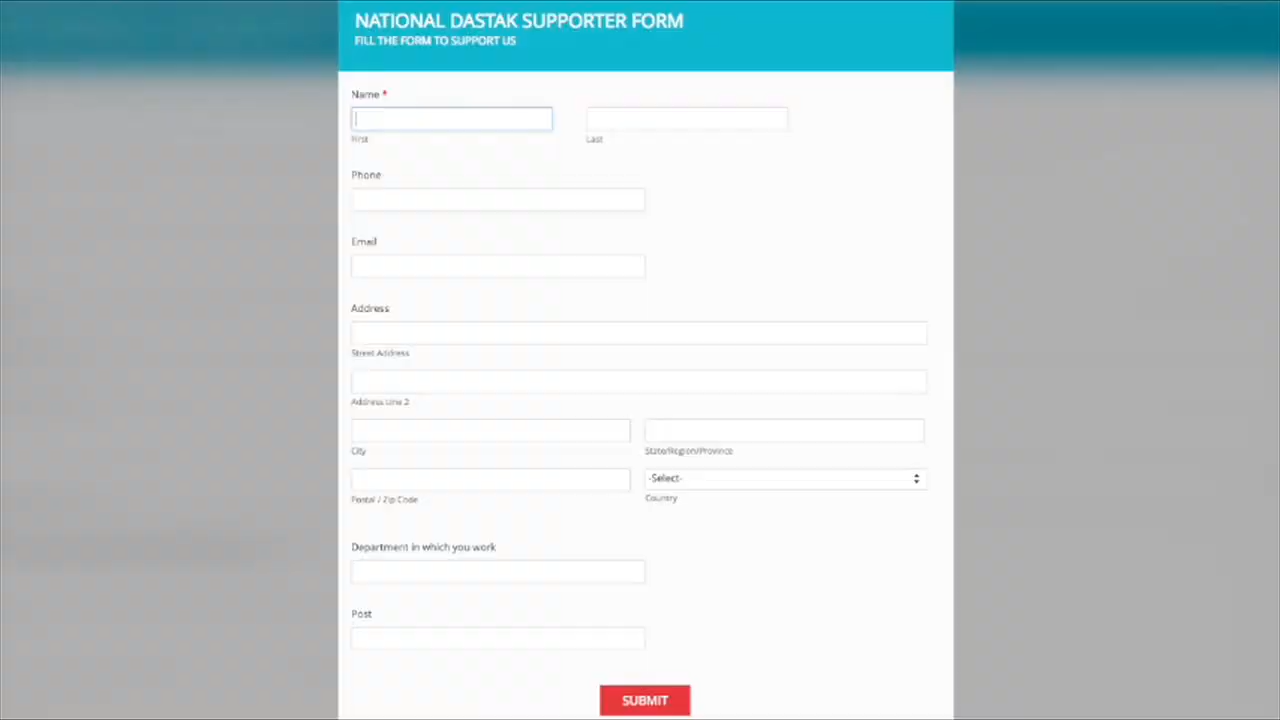 NATIONAL DASTAK SUPPORTER FORM
FILL THE FORM TO SUPPORT US
Name *
First Last
Phone
Email
Address
Street Address
Address Line 2
City State/Region/Province
-Select-
Postal / Zip Code Country
Department in which you work
Post
SUBMIT